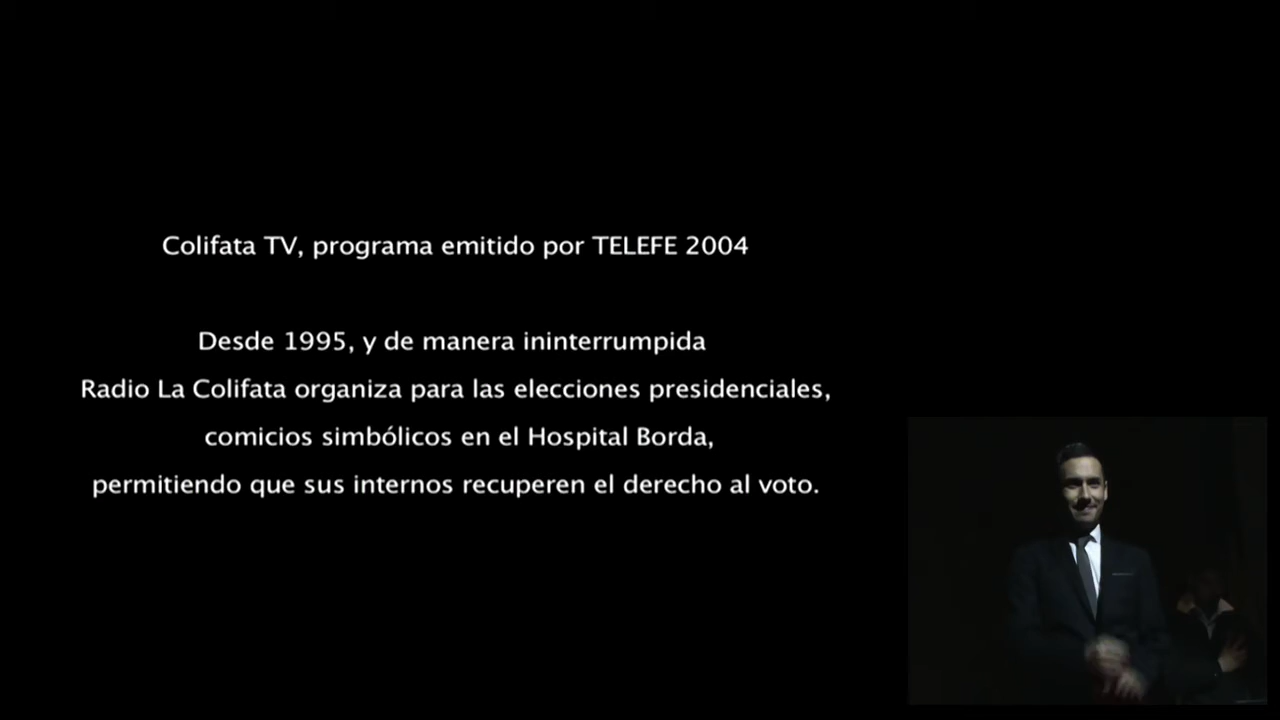 Colifata TV, programa emitido por TELEFE 2004
Desde 1995, y de manera ininterrumpida
Radio La Colifata organiza para las elecciones presidenciales,
comicios simbólicos en el Hospital Borda,
permitiendo que sus internos recuperen el derecho al voto.